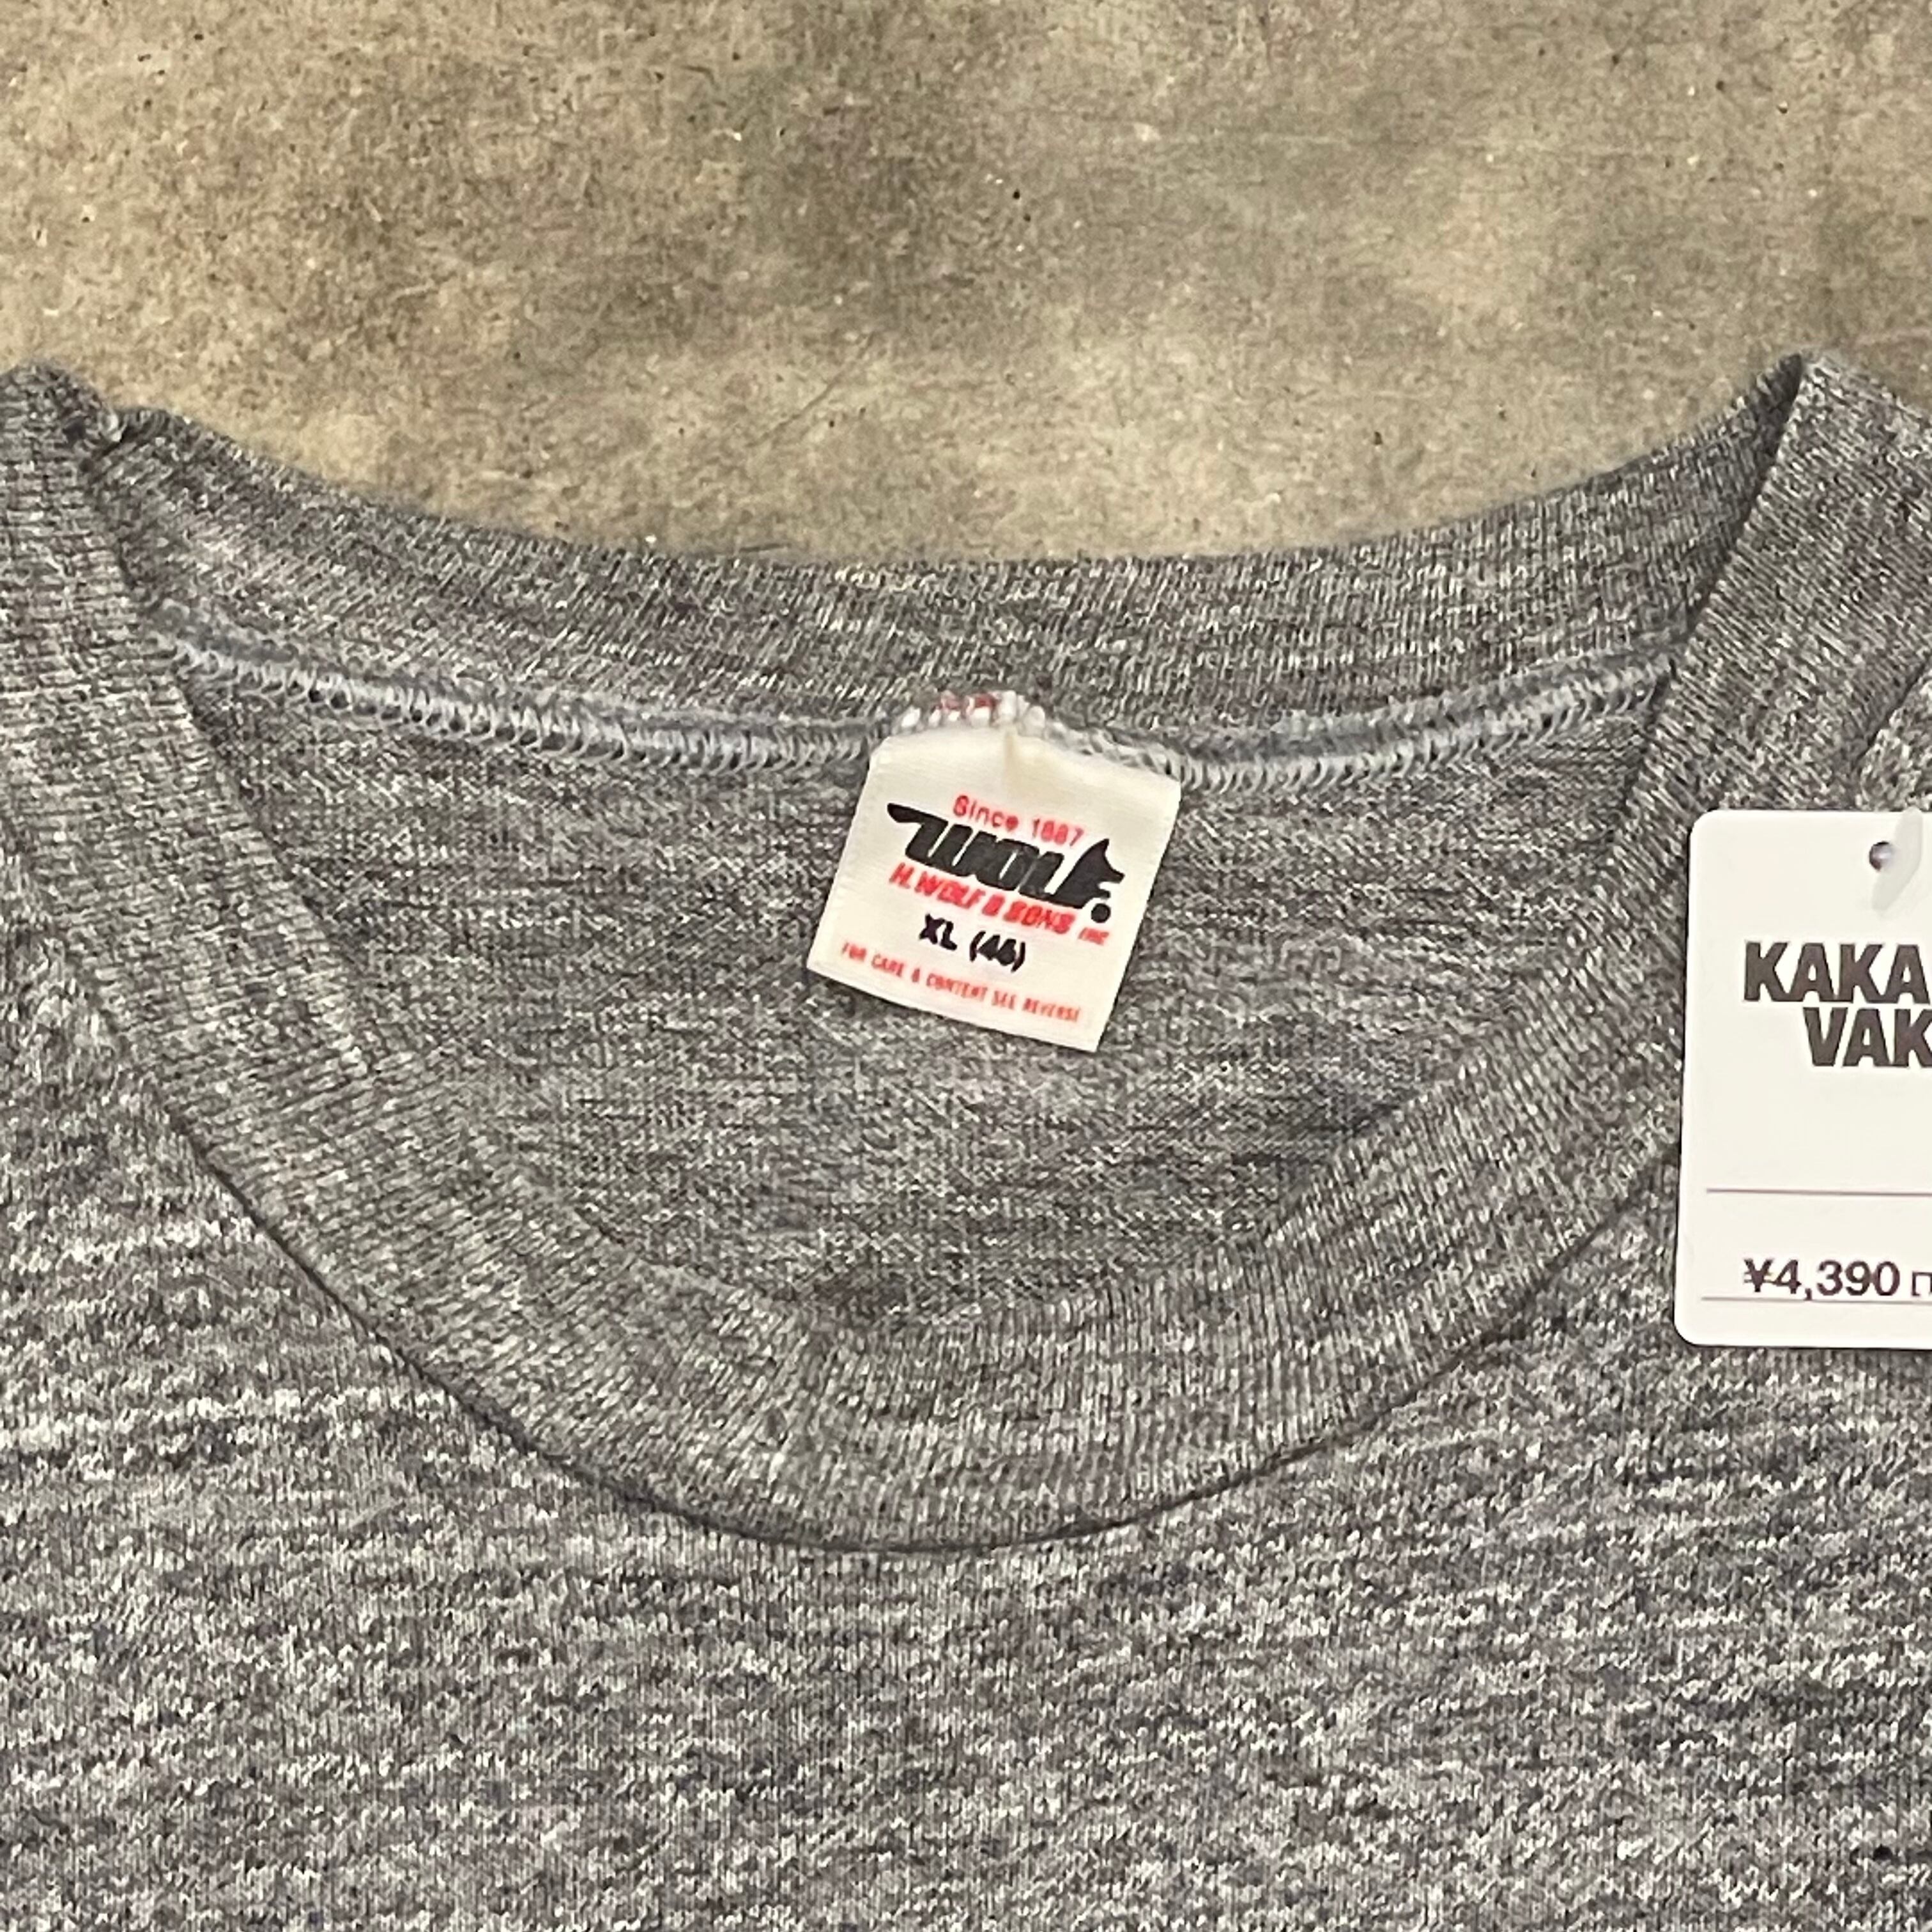 Since 1887
WOLF.
H. WOLF & SONS INC
XL (46)
FOR CARE & CONTENT SEE REVERSE
KAKA
VAK
¥4,390